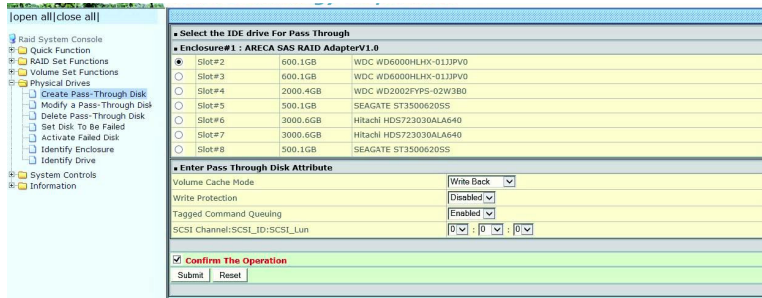 |open all|close all|
Raid System Console
Quick Function
RAID Set Functions
Volume Set Functions
Physical Drives
Create Pass-Through Disk
Modify a Pass-Through Disk
Delete Pass-Through Disk
Set Disk To Be Failed
Activate Failed Disk
Identify Enclosure
Identify Drive
System Controls
Information
Select the IDE drive For Pass Through
Enclosure#1 : ARECA SAS RAID AdapterV1.0
Slot#2 600.1GB WDC WD6000HLHX-01JJPV0
Slot#3 600.1GB WDC WD6000HLHX-01JJPV0
Slot#4 2000.4GB WDC WD2002FYPS-02W3B0
Slot#5 500.1GB SEAGATE ST3500620SS
Slot#6 3000.6GB Hitachi HDS723030ALA640
Slot#7 3000.6GB Hitachi HDS723030ALA640
Slot#8 500.1GB SEAGATE ST3500620SS
Enter Pass Through Disk Attribute
Volume Cache Mode Write Back
Write Protection Disabled
Tagged Command Queuing Enabled
SCSI Channel:SCSI_ID:SCSI_Lun 0 : 0 : 0
Confirm The Operation
Submit Reset